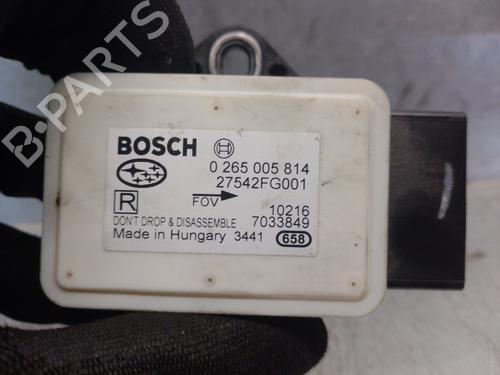 B-PARTS
BOSCH
0 265 005 814
27542FG001
R
FOV
10216
DON'T DROP & DISASSEMBLE 7033849
Made in Hungary 3441 658